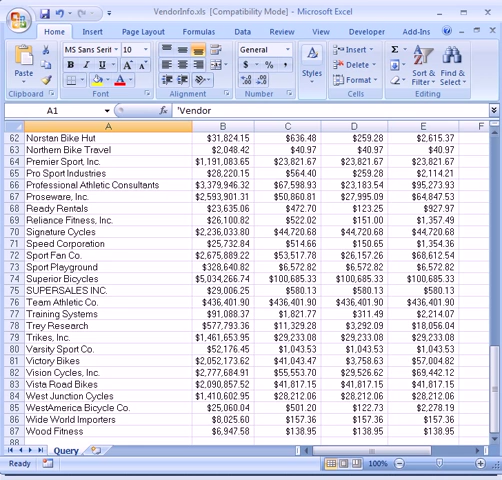 VendorInfo.xls [Compatibility Mode] - Microsoft Excel
Home Insert Page Layout Formulas Data Review View Developer Add-Ins
MS Sans Serif 10 General Insert
Paste B I U A A $ % , Styles Delete Sort & Filter Find & Select
Format
Clipboard Font Alignment Number Cells Editing
A1 fx 'Vendor
A B C D E F
62 Norstan Bike Hut $31,824.15 $636.48 $259.28 $2,615.37
63 Northern Bike Travel $2,048.42 $40.97 $40.97 $40.97
64 Premier Sport, Inc. $1,191,083.65 $23,821.67 $23,821.67 $23,821.67
65 Pro Sport Industries $28,220.15 $564.40 $259.28 $2,114.21
66 Professional Athletic Consultants $3,379,946.32 $67,598.93 $23,183.54 $95,273.93
67 Proseware, Inc. $2,593,901.31 $50,860.81 $27,995.09 $64,847.53
68 Ready Rentals $23,635.06 $472.70 $123.25 $927.97
69 Reliance Fitness, Inc. $26,100.82 $522.02 $151.00 $1,357.49
70 Signature Cycles $2,236,033.80 $44,720.68 $44,720.68 $44,720.68
71 Speed Corporation $25,732.84 $514.66 $150.65 $1,354.36
72 Sport Fan Co. $2,675,889.22 $53,517.78 $26,157.26 $68,612.54
73 Sport Playground $328,640.82 $6,572.82 $6,572.82 $6,572.82
74 Superior Bicycles $5,034,266.74 $100,685.33 $100,685.33 $100,685.33
75 SUPERSALES INC. $29,006.25 $580.13 $580.13 $580.13
76 Team Athletic Co. $436,401.90 $436,401.90 $436,401.90 $436,401.90
77 Training Systems $91,088.37 $1,821.77 $311.49 $2,214.07
78 Trey Research $577,793.36 $11,329.28 $3,292.09 $18,056.04
79 Trikes, Inc. $1,461,653.95 $29,233.08 $29,233.08 $29,233.08
80 Varsity Sport Co. $52,176.45 $1,043.53 $1,043.53 $1,043.53
81 Victory Bikes $2,052,173.62 $41,043.47 $3,758.63 $57,004.82
82 Vision Cycles, Inc. $2,777,684.91 $55,553.70 $29,526.62 $69,442.12
83 Vista Road Bikes $2,090,857.52 $41,817.15 $41,817.15 $41,817.15
84 West Junction Cycles $1,410,602.95 $28,212.06 $28,212.06 $28,212.06
85 WestAmerica Bicycle Co. $25,060.04 $501.20 $122.73 $2,278.19
86 Wide World Importers $8,025.60 $157.36 $157.36 $157.36
87 Wood Fitness $6,947.58 $138.95 $138.95 $138.95
88
Query
Ready 100%